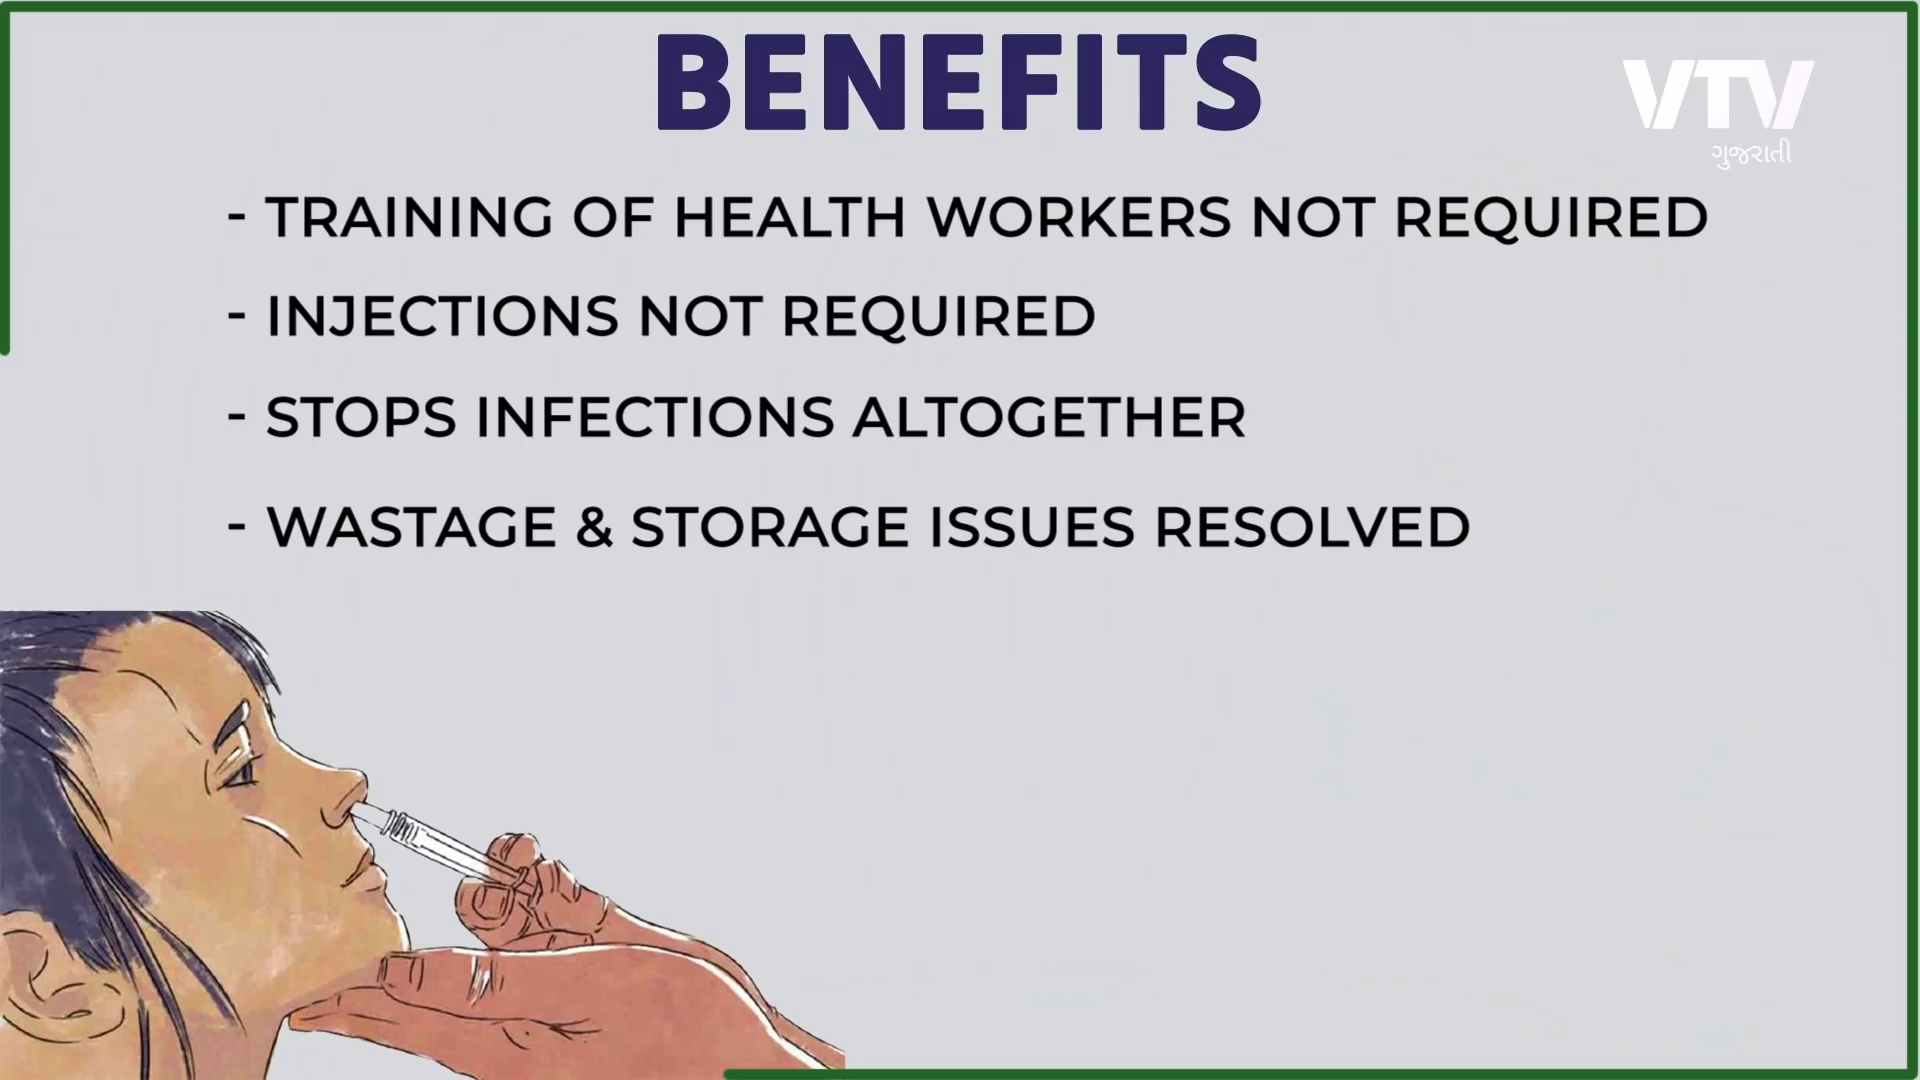 BENEFITS
VTV
ગુજરાતી
- TRAINING OF HEALTH WORKERS NOT REQUIRED
- INJECTIONS NOT REQUIRED
- STOPS INFECTIONS ALTOGETHER
- WASTAGE & STORAGE ISSUES RESOLVED